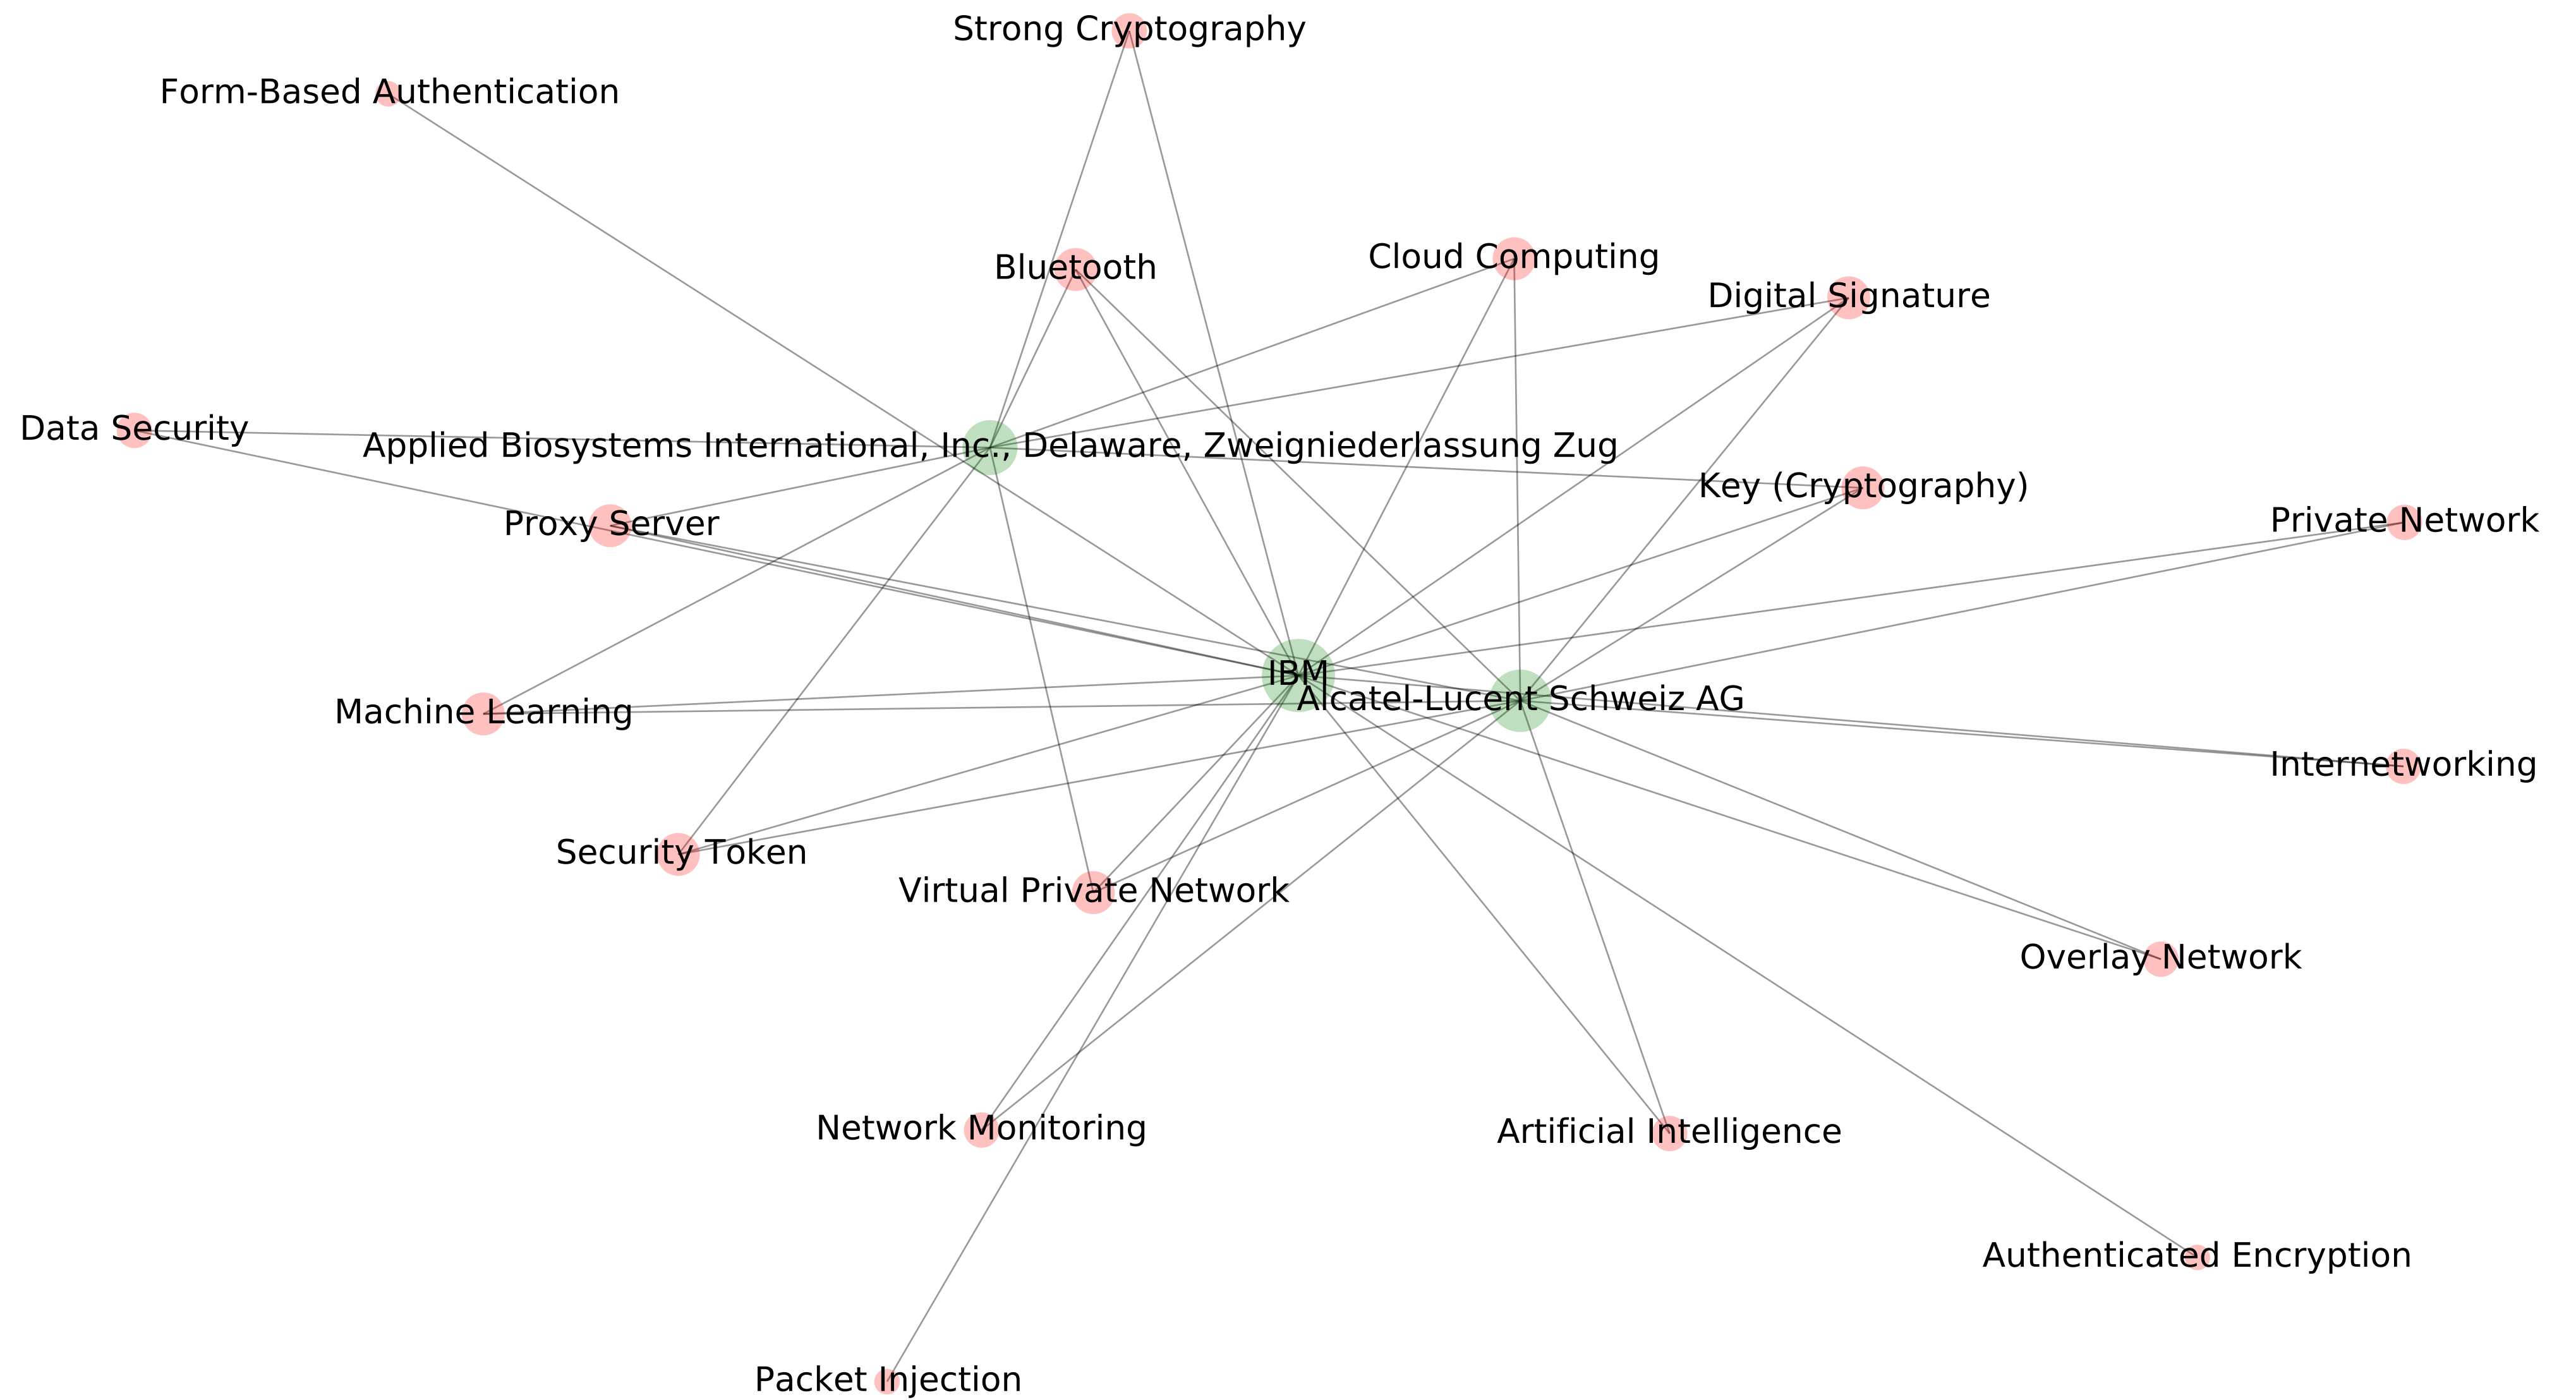 Strong Cryptography
Form-Based Authentication
Bluetooth
Cloud Computing
Digital Signature
Data Security
Applied Biosystems International, Inc., Delaware, Zweigniederlassung Zug
Key (Cryptography)
Proxy Server
Private Network
IBM
Alcatel-Lucent Schweiz AG
Machine Learning
Internetworking
Security Token
Virtual Private Network
Overlay Network
Network Monitoring
Artificial Intelligence
Authenticated Encryption
Packet Injection